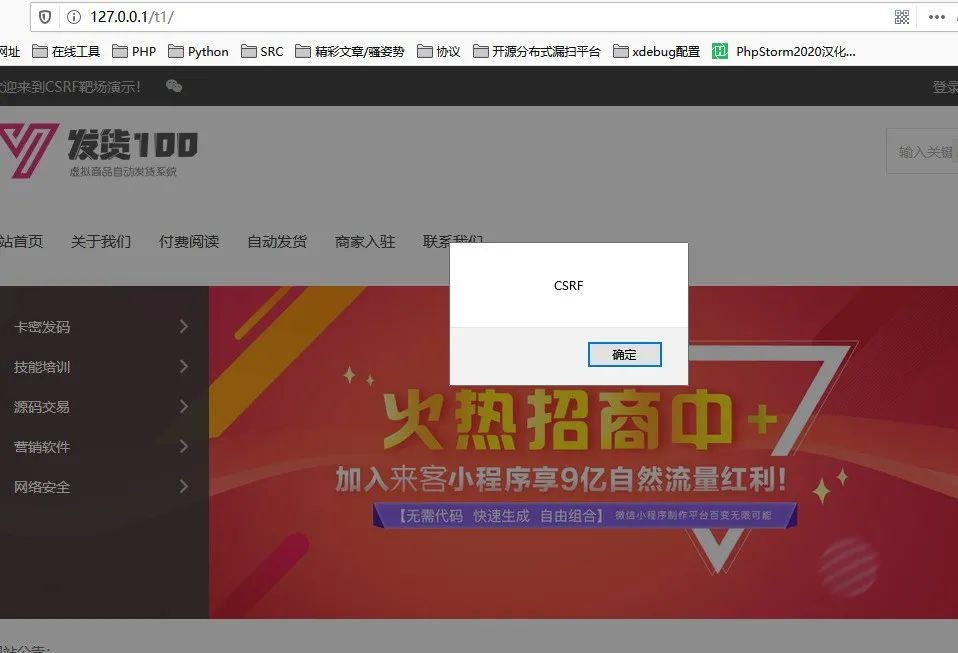 127.0.0.1/t1/
网址 在线工具 PHP Python SRC 精彩文章/骚姿势 协议 开源分布式漏扫平台 xdebug配置 PhpStorm2020汉化...
欢迎来到CSRF靶场演示! 登录
发货100
虚拟商品自动发货系统
输入关键
站首页 关于我们 付费阅读 自动发货 商家入驻 联系我们
CSRF
确定
卡密发码
技能培训
源码交易
营销软件
网络安全
火热招商中+
加入来客小程序享9亿自然流量红利!
【无需代码 快速生成 自由组合】 微信小程序制作平台百变无限可能
网站公告: